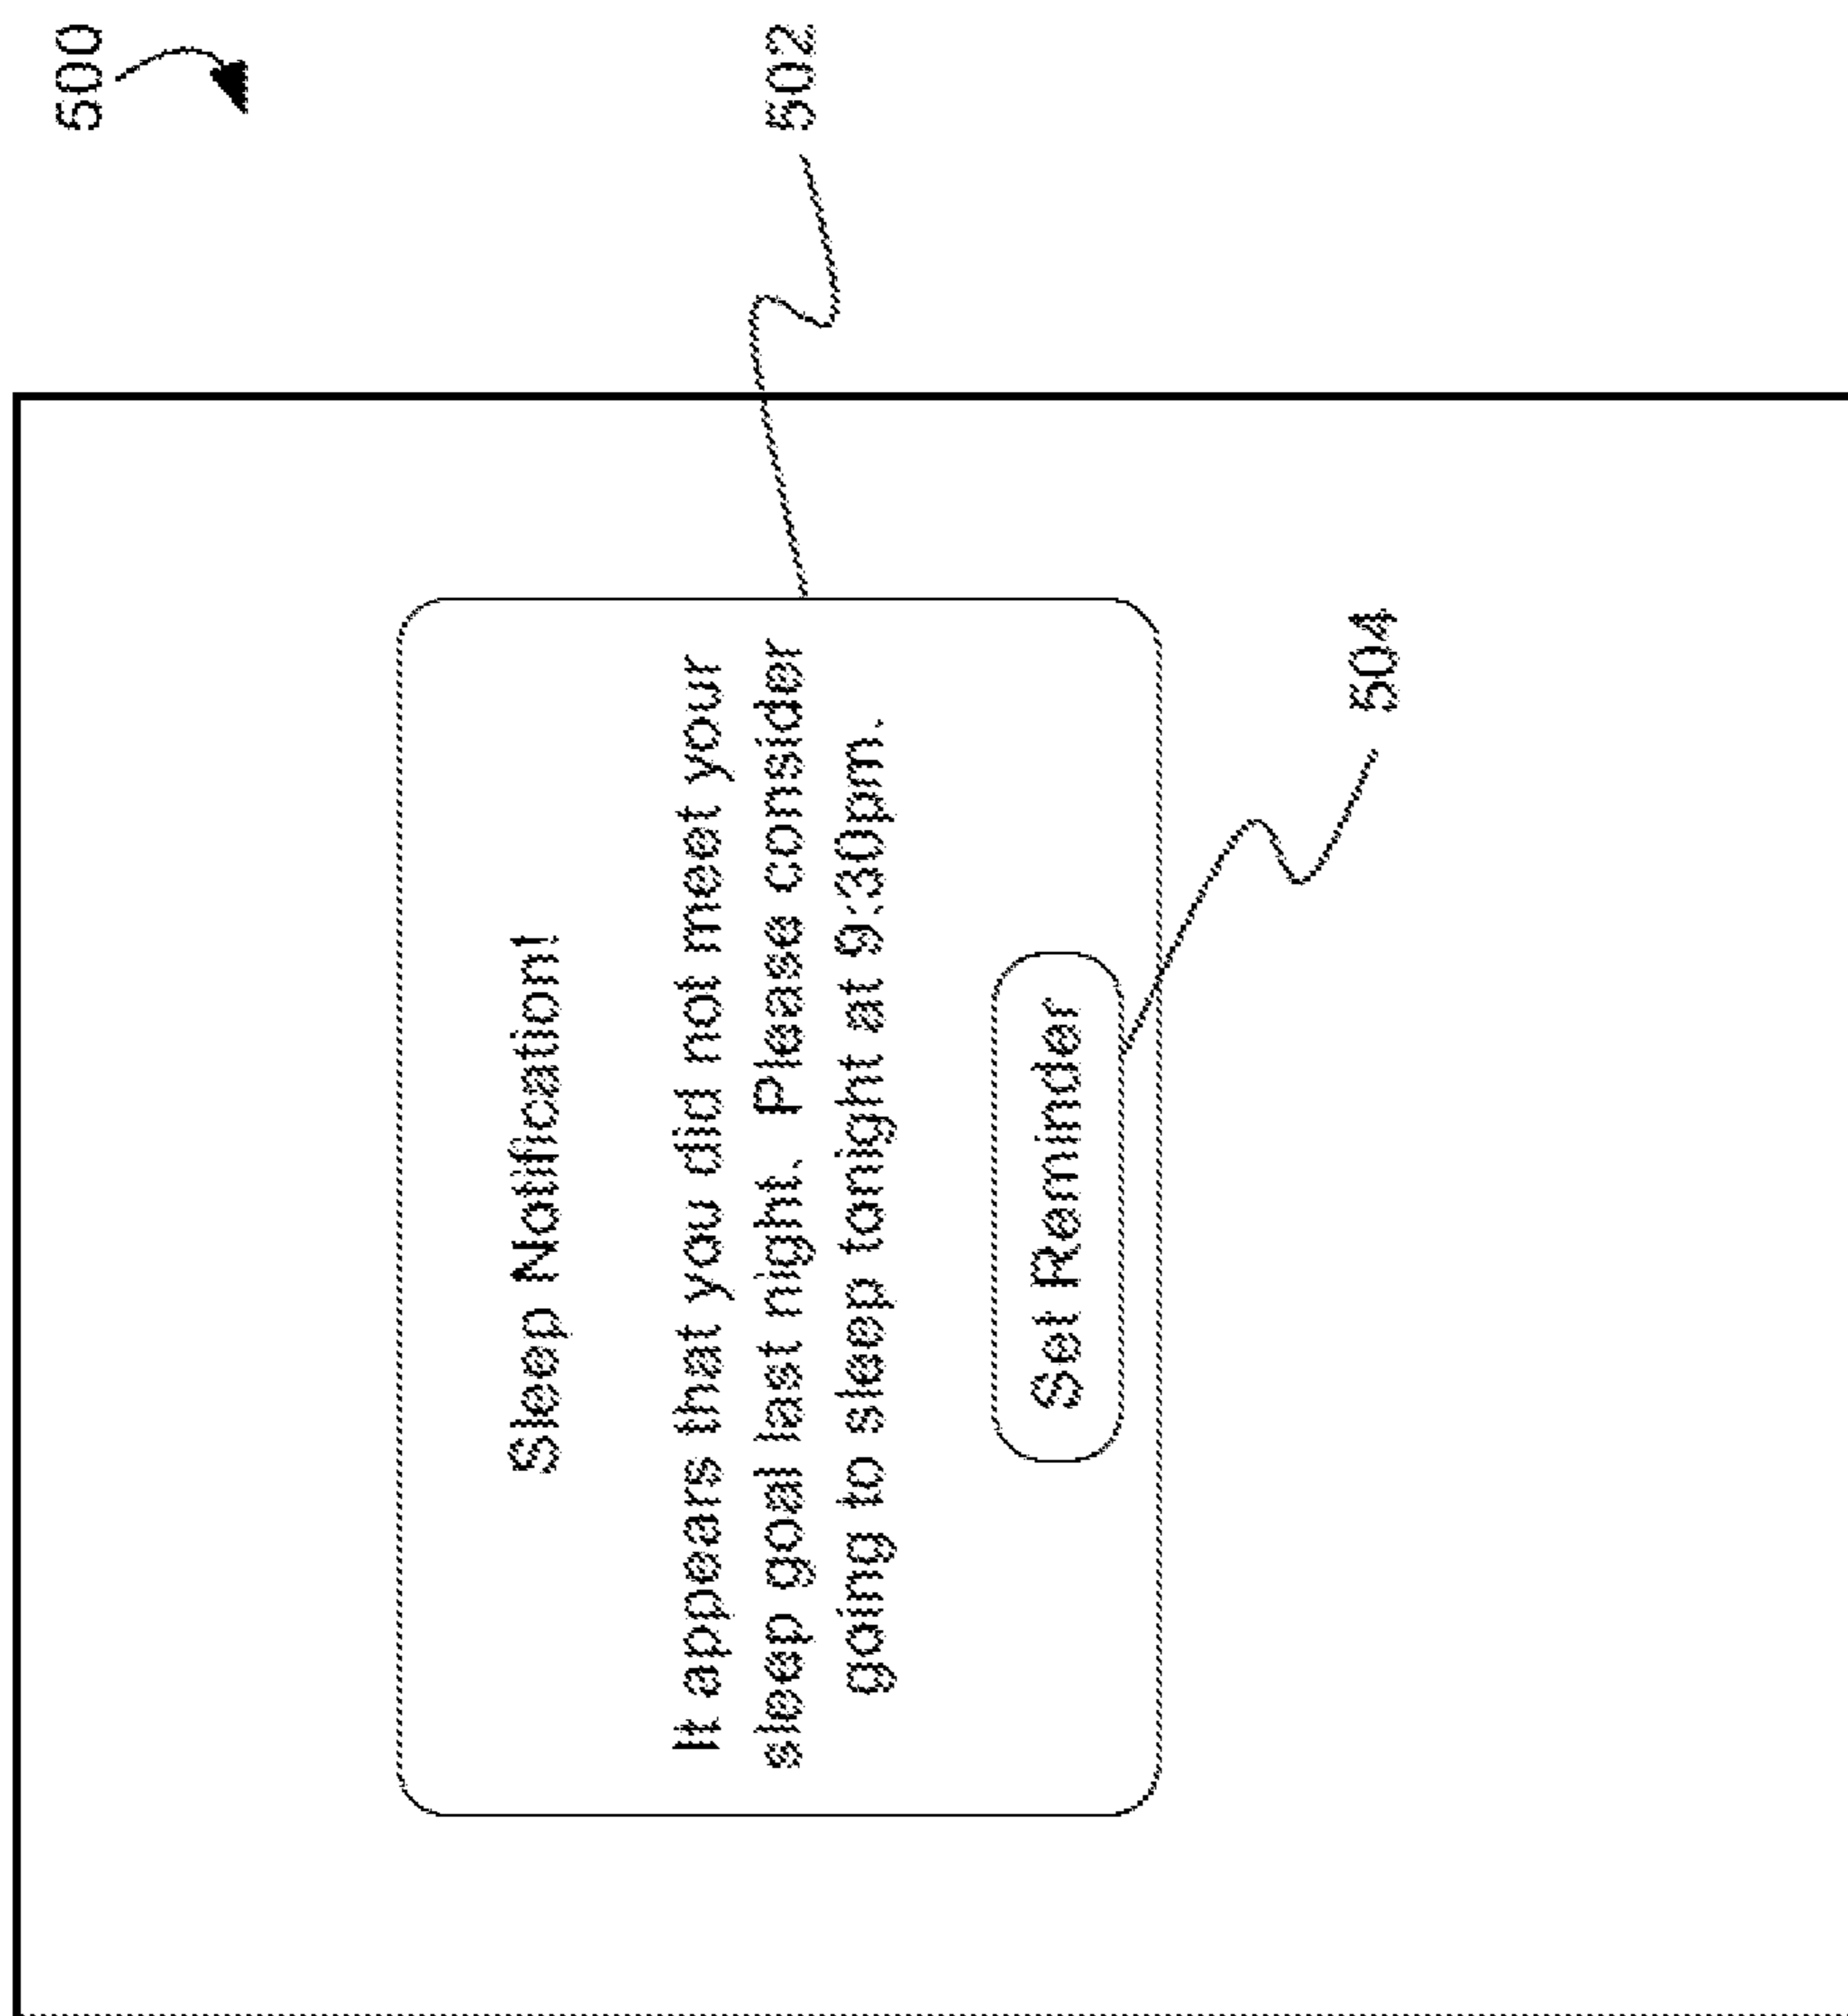 500
502
Sleep Notification!
It appears that you did not meet your
sleep goal last night. Please consider
going to sleep tonight at 9:30pm.
Set Reminder
504